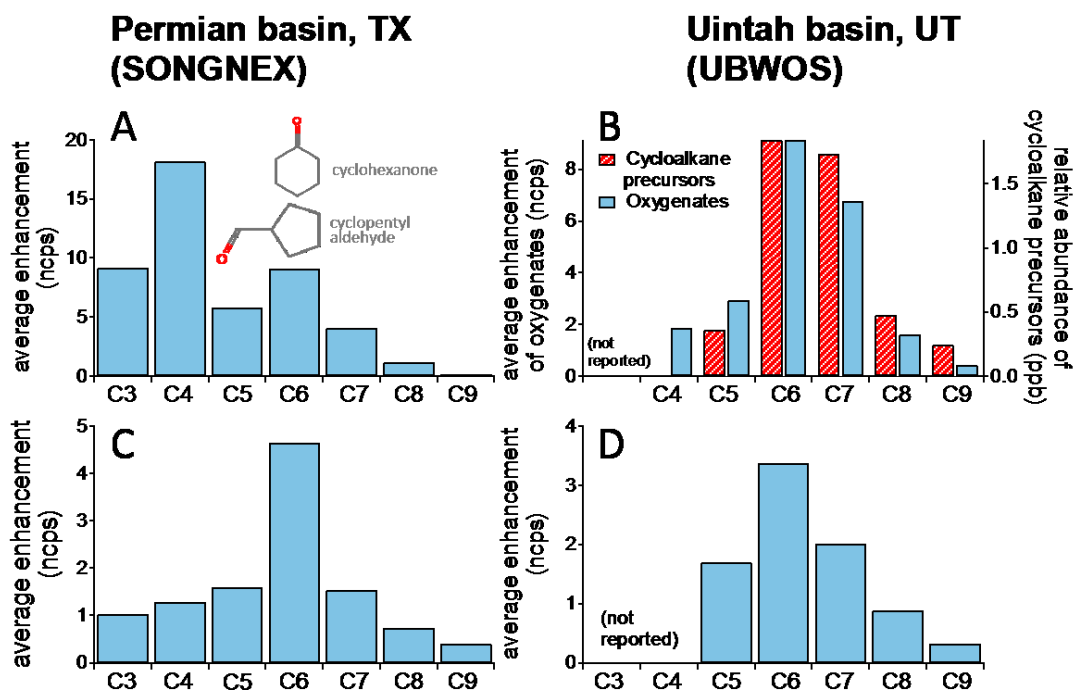 Permian basin, TX
(SONGNEX)
Uintah basin, UT
(UBWOS)
A
average enhancement
(ncps)
20
15
10
5
0
O
cyclohexanone
cyclopentyl
aldehyde
O
C3 C4 C5 C6 C7 C8 C9
B
average enhancement
of oxygenates (ncps)
8
6
4
2
0
Cycloalkane
precursors
Oxygenates
(not
reported)
1.5
1.0
0.5
0.0
relative abundance of
cycloalkane precursors (ppb)
C4 C5 C6 C7 C8 C9
C
average enhancement
(ncps)
5
4
3
2
1
0
C3 C4 C5 C6 C7 C8 C9
D
average enhancement
(ncps)
4
3
2
1
0
(not
reported)
C3 C4 C5 C6 C7 C8 C9